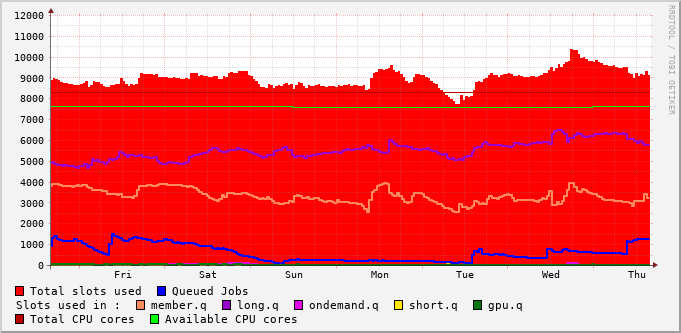 RRDTOOL / TOBI OETIKER
12000
11000
10000
9000
8000
7000
6000
5000
4000
3000
2000
1000
0
Fri Sat Sun Mon Tue Wed Thu
Total slots used Queued Jobs
Slots used in : member.q long.q ondemand.q short.q gpu.q
Total CPU cores Available CPU cores